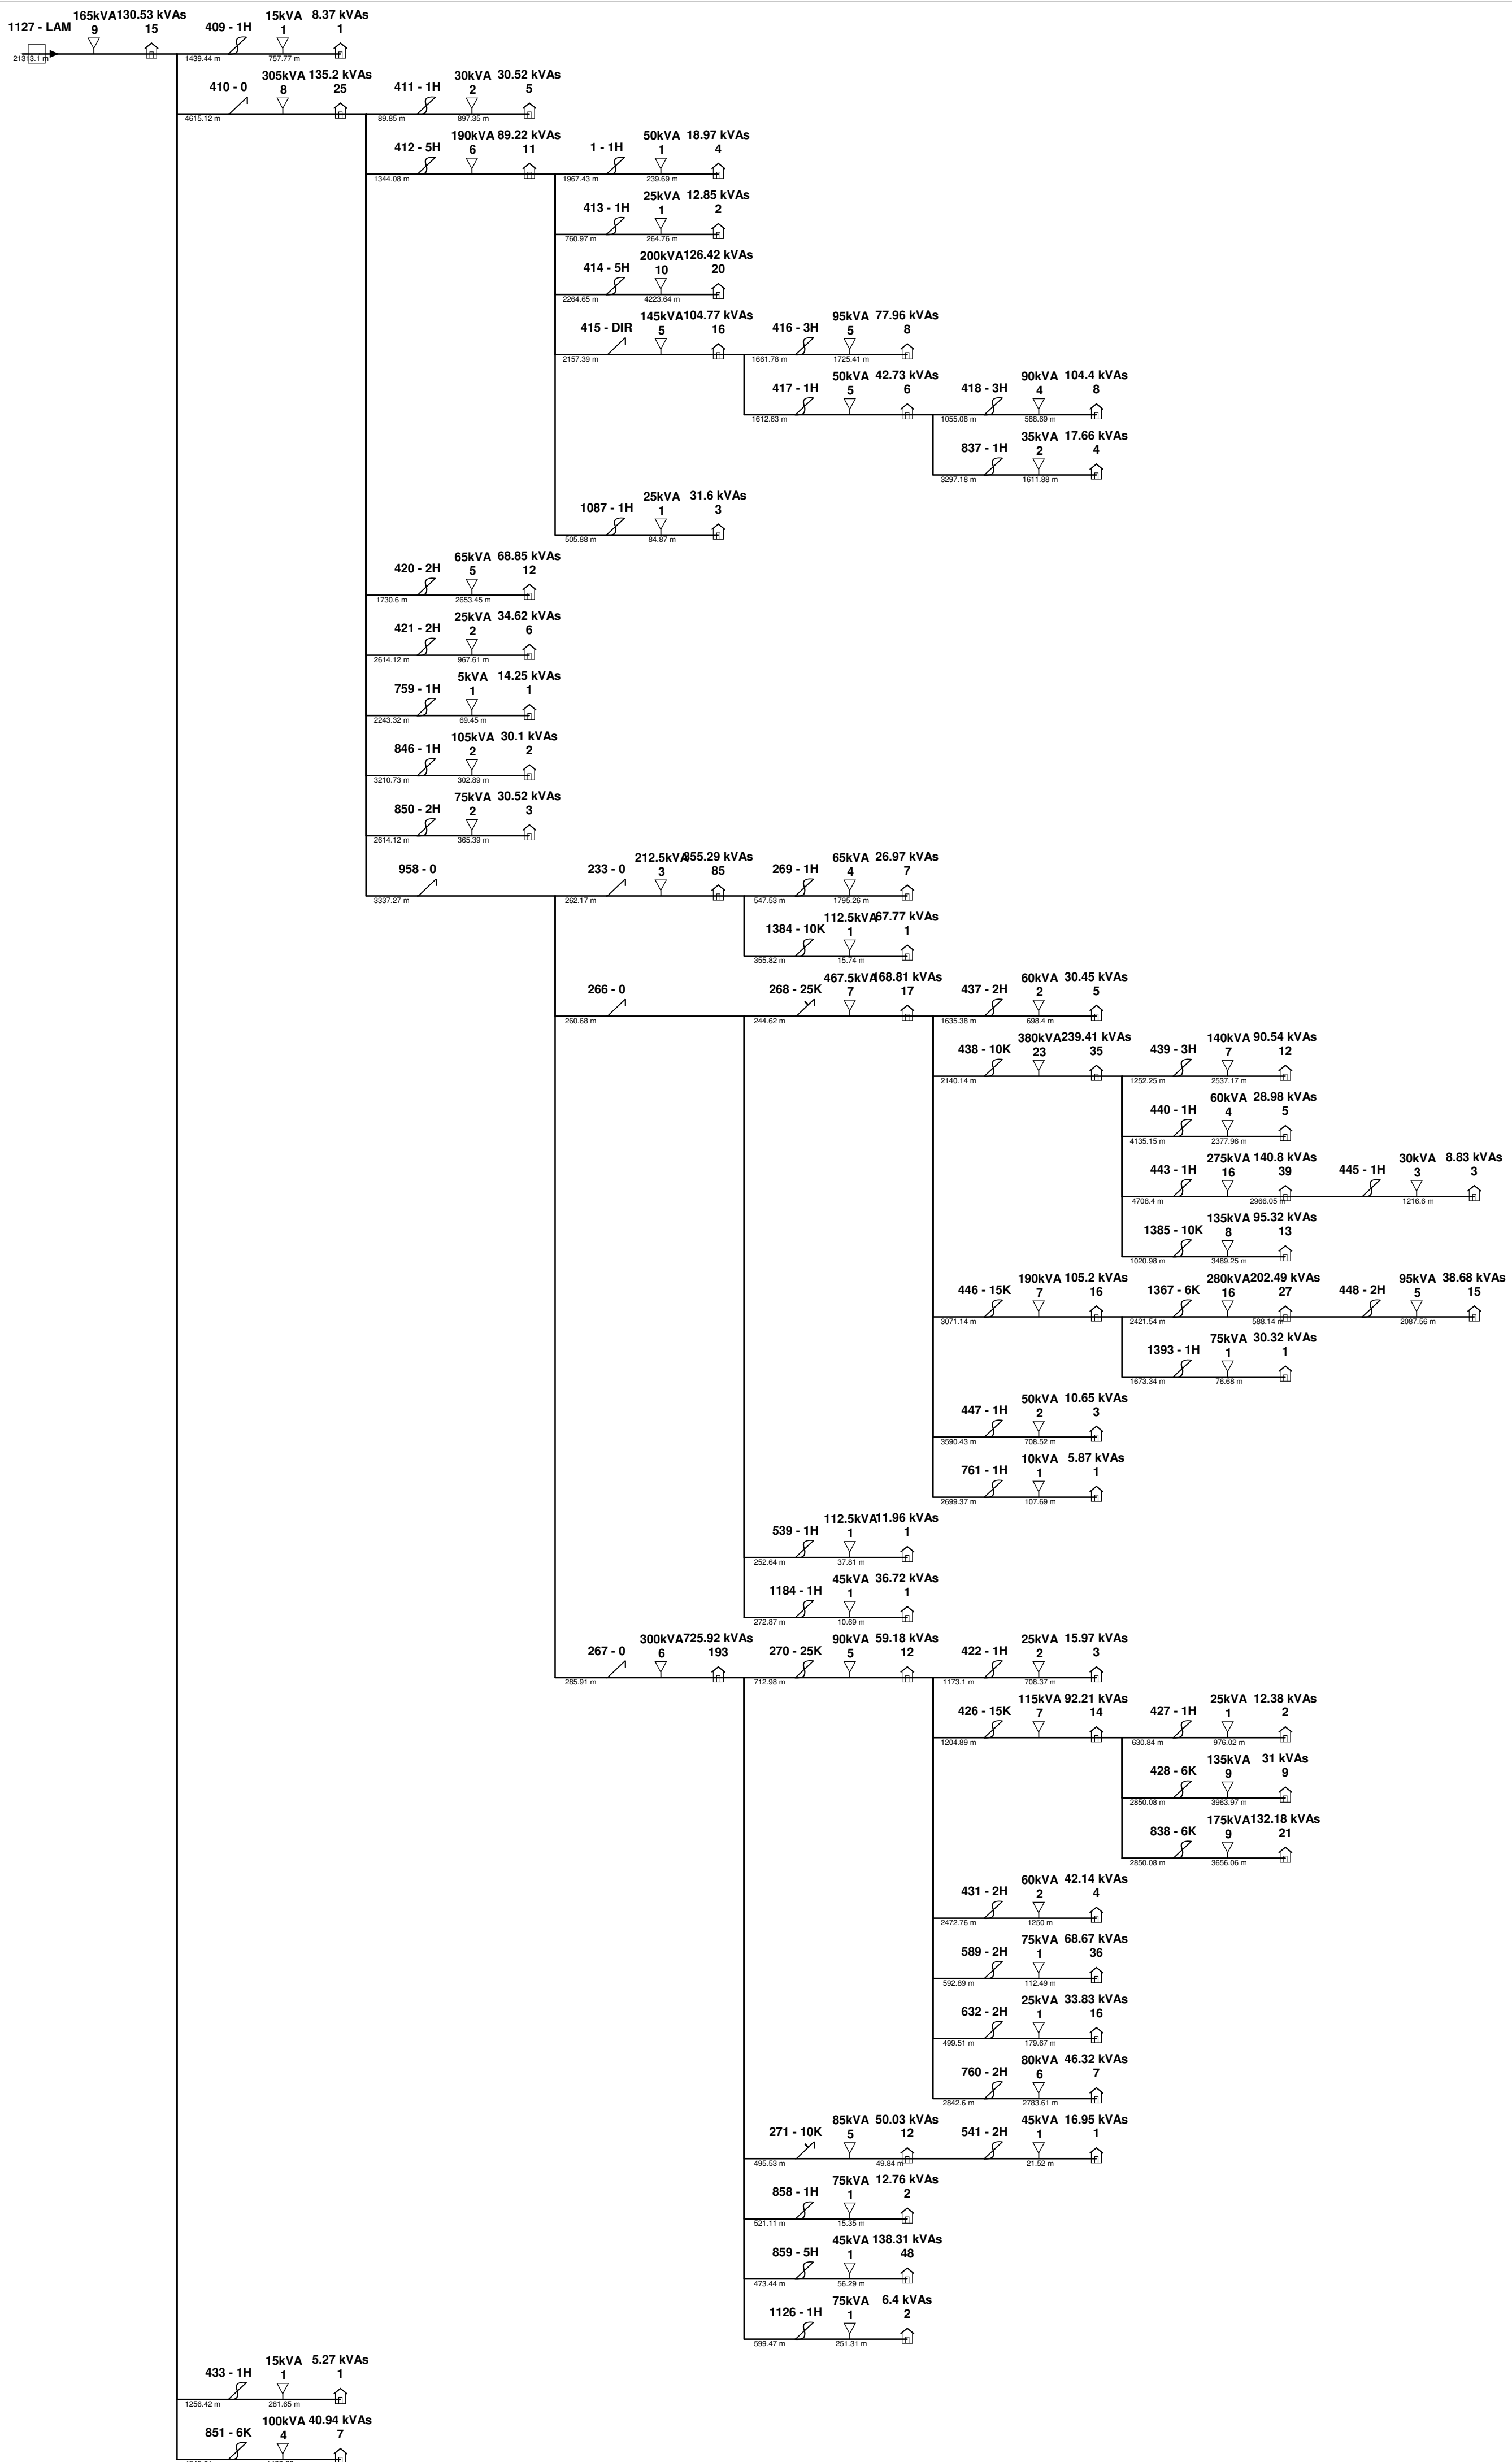 1127 - LAM 165kVA 130.53 kVAs 409 - 1H 15kVA 8.37 kVAs
9 15 1 1
21313.1 m 1439.44 m 757.77 m
410 - 0 305kVA 135.2 kVAs 411 - 1H 30kVA 30.52 kVAs
8 25 2 5
4615.12 m 89.85 m 897.35 m
412 - 5H 190kVA 89.22 kVAs 1 - 1H 50kVA 18.97 kVAs
6 11 1 4
1344.08 m 1967.43 m 239.69 m
413 - 1H 25kVA 12.85 kVAs
1 2
760.97 m 264.76 m
414 - 5H 200kVA 126.42 kVAs
10 20
2264.65 m 4223.64 m
415 - DIR 145kVA 104.77 kVAs 416 - 3H 95kVA 77.96 kVAs
5 16 5 8
2157.39 m 1661.78 m 1725.41 m
417 - 1H 50kVA 42.73 kVAs 418 - 3H 90kVA 104.4 kVAs
5 6 4 8
1612.63 m 1055.08 m 588.69 m
837 - 1H 35kVA 17.66 kVAs
2 4
3297.18 m 1611.88 m
1087 - 1H 25kVA 31.6 kVAs
1 3
505.88 m 84.87 m
420 - 2H 65kVA 68.85 kVAs
5 12
1730.6 m 2653.45 m
421 - 2H 25kVA 34.62 kVAs
2 6
2614.12 m 967.61 m
759 - 1H 5kVA 14.25 kVAs
1 1
2243.32 m 69.45 m
846 - 1H 105kVA 30.1 kVAs
2 2
3210.73 m 302.89 m
850 - 2H 75kVA 30.52 kVAs
2 3
2614.12 m 365.39 m
958 - 0 233 - 0 212.5kVA 355.29 kVAs 269 - 1H 65kVA 26.97 kVAs
3 85 4 7
3337.27 m 262.17 m 547.53 m 1795.26 m
1384 - 10K 112.5kVA 67.77 kVAs
1 1
355.82 m 15.74 m
266 - 0 268 - 25K 467.5kVA 168.81 kVAs 437 - 2H 60kVA 30.45 kVAs
7 17 2 5
260.68 m 244.62 m 1635.38 m 698.4 m
438 - 10K 380kVA 239.41 kVAs 439 - 3H 140kVA 90.54 kVAs
23 35 7 12
2140.14 m 1252.25 m 2537.17 m
440 - 1H 60kVA 28.98 kVAs
4 5
4135.15 m 2377.96 m
443 - 1H 275kVA 140.8 kVAs 445 - 1H 30kVA 8.83 kVAs
16 39 3 3
4708.4 m 2966.05 m 1216.6 m
1385 - 10K 135kVA 95.32 kVAs
8 13
1020.98 m 3489.25 m
446 - 15K 190kVA 105.2 kVAs 1367 - 6K 280kVA 202.49 kVAs 448 - 2H 95kVA 38.68 kVAs
7 16 16 27 5 15
3071.14 m 2421.54 m 588.14 m 2087.56 m
1393 - 1H 75kVA 30.32 kVAs
1 1
1673.34 m 76.68 m
447 - 1H 50kVA 10.65 kVAs
2 3
3590.43 m 708.52 m
761 - 1H 10kVA 5.87 kVAs
1 1
2699.37 m 107.69 m
539 - 1H 112.5kVA 11.96 kVAs
1 1
252.64 m 37.81 m
1184 - 1H 45kVA 36.72 kVAs
1 1
272.87 m 10.69 m
267 - 0 300kVA 725.92 kVAs 270 - 25K 90kVA 59.18 kVAs 422 - 1H 25kVA 15.97 kVAs
6 193 5 12 2 3
285.91 m 712.98 m 1173.1 m 708.37 m
426 - 15K 115kVA 92.21 kVAs 427 - 1H 25kVA 12.38 kVAs
7 14 1 2
1204.89 m 630.84 m 976.02 m
428 - 6K 135kVA 31 kVAs
9 9
2850.08 m 3963.97 m
838 - 6K 175kVA 132.18 kVAs
9 21
2850.08 m 3656.06 m
431 - 2H 60kVA 42.14 kVAs
2 4
2472.76 m 1250 m
589 - 2H 75kVA 68.67 kVAs
1 36
592.89 m 112.49 m
632 - 2H 25kVA 33.83 kVAs
1 16
499.51 m 179.67 m
760 - 2H 80kVA 46.32 kVAs
6 7
2842.6 m 2783.61 m
271 - 10K 85kVA 50.03 kVAs 541 - 2H 45kVA 16.95 kVAs
5 12 1 1
495.53 m 49.84 m 21.52 m
858 - 1H 75kVA 12.76 kVAs
1 2
521.11 m 15.35 m
859 - 5H 45kVA 138.31 kVAs
1 48
473.44 m 56.29 m
1126 - 1H 75kVA 6.4 kVAs
1 2
599.47 m 251.31 m
433 - 1H 15kVA 5.27 kVAs
1 1
1256.42 m 281.65 m
851 - 6K 100kVA 40.94 kVAs
4 7